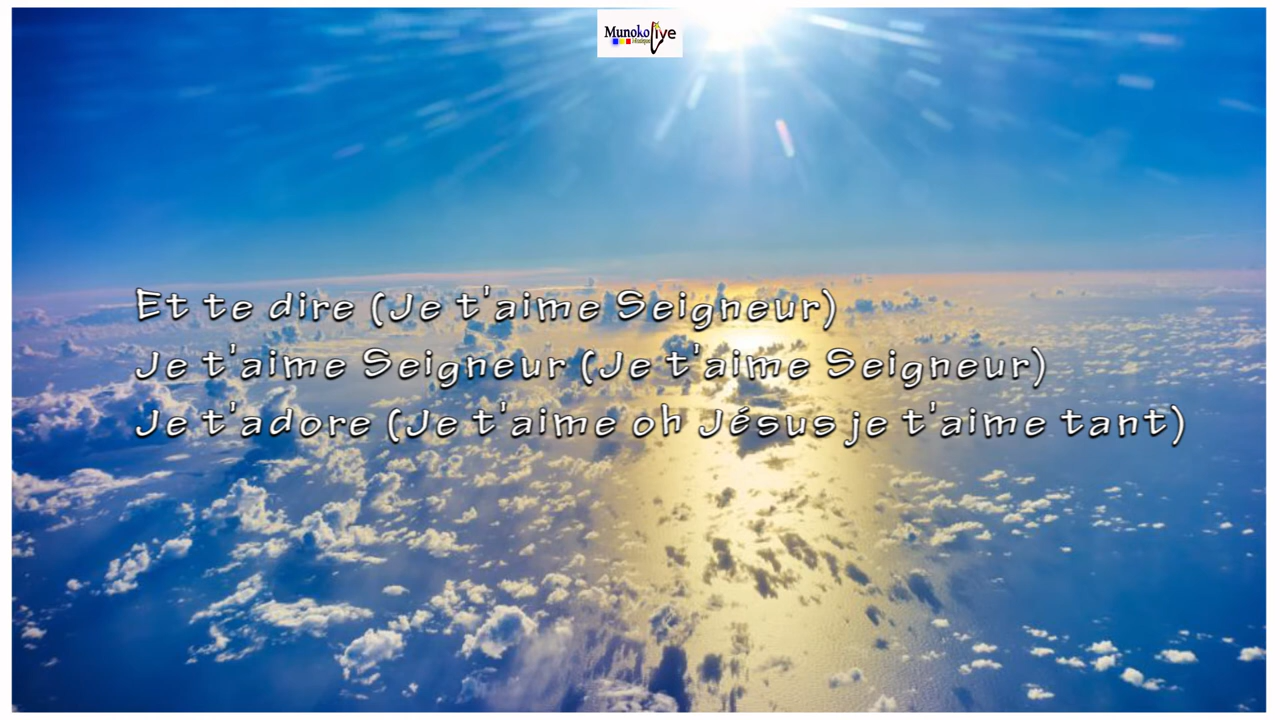 Munokolye
Et te dire (Je t'aime Seigneur)
Je t'aime Seigneur (Je t'aime Seigneur)
Je t'adore (Je t'aime oh Jésus je t'aime tant)